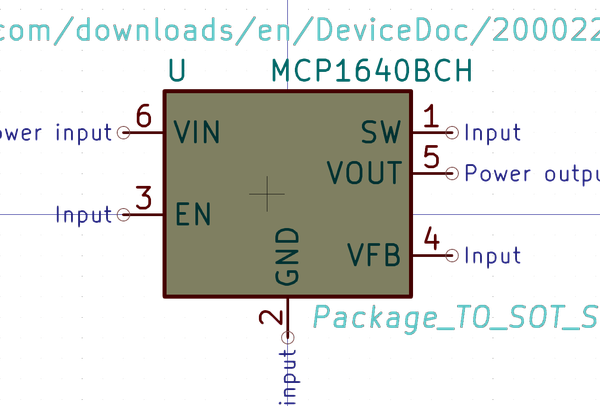 com/downloads/en/DeviceDoc/200022
U MCP1640BCH
6 VIN SW 1 Input
ower input
VOUT 5 Power outpu
3 EN Input
VFB 4 Input
GND 2 input
Package_TO_SOT_S